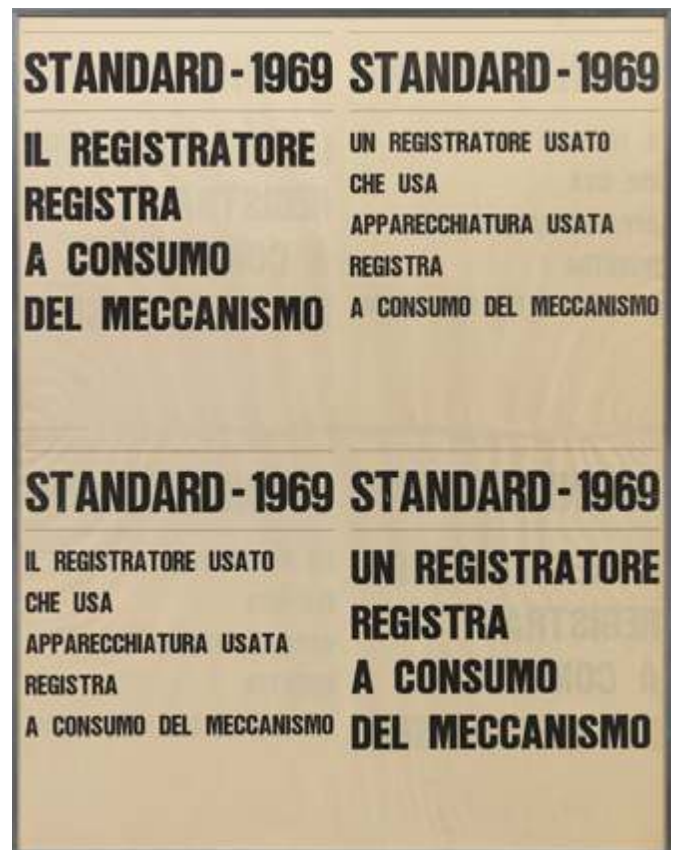 STANDARD - 1969
IL REGISTRATORE
REGISTRA
A CONSUMO
DEL MECCANISMO
STANDARD - 1969
UN REGISTRATORE USATO
CHE USA
APPARECCHIATURA USATA
REGISTRA
A CONSUMO DEL MECCANISMO
STANDARD - 1969
IL REGISTRATORE USATO
CHE USA
APPARECCHIATURA USATA
REGISTRA
A CONSUMO DEL MECCANISMO
STANDARD - 1969
UN REGISTRATORE
REGISTRA
A CONSUMO
DEL MECCANISMO